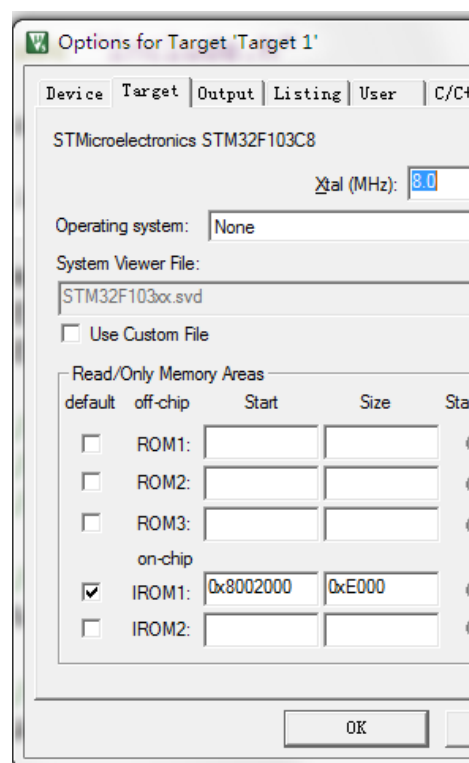 Options for Target 'Target 1'
Device Target Output Listing User C/C+
STMicroelectronics STM32F103C8
Xtal (MHz): 8.0
Operating system: None
System Viewer File:
STM32F103xx.svd
Use Custom File
Read/Only Memory Areas
default off-chip Start Size Sta
ROM1:
ROM2:
ROM3:
on-chip
IROM1: 0x8002000 0xE000
IROM2:
OK